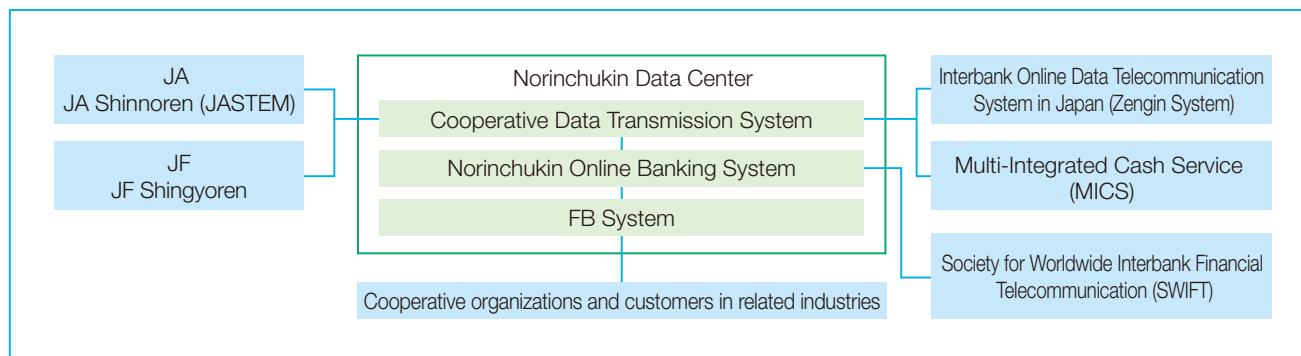 JA
JA Shinnoren (JASTEM)
JF
JF Shingyoren
Norinchukin Data Center
Cooperative Data Transmission System
Norinchukin Online Banking System
FB System
Cooperative organizations and customers in related industries
Interbank Online Data Telecommunication
System in Japan (Zengin System)
Multi-Integrated Cash Service
(MICS)
Society for Worldwide Interbank Financial
Telecommunication (SWIFT)